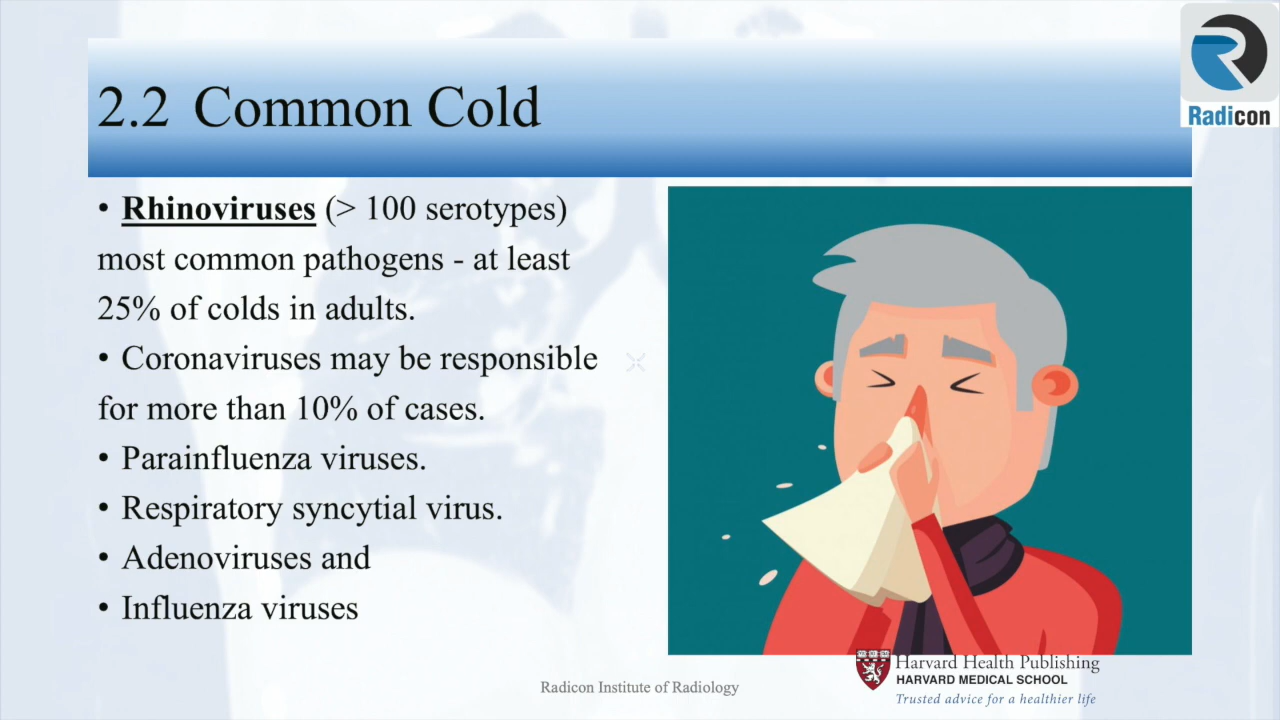 Radicon
2.2 Common Cold
• Rhinoviruses (> 100 serotypes)
most common pathogens - at least
25% of colds in adults.
• Coronaviruses may be responsible
for more than 10% of cases.
• Parainfluenza viruses.
• Respiratory syncytial virus.
• Adenoviruses and
• Influenza viruses
Harvard Health Publishing
HARVARD MEDICAL SCHOOL
Trusted advice for a healthier life
Radicon Institute of Radiology